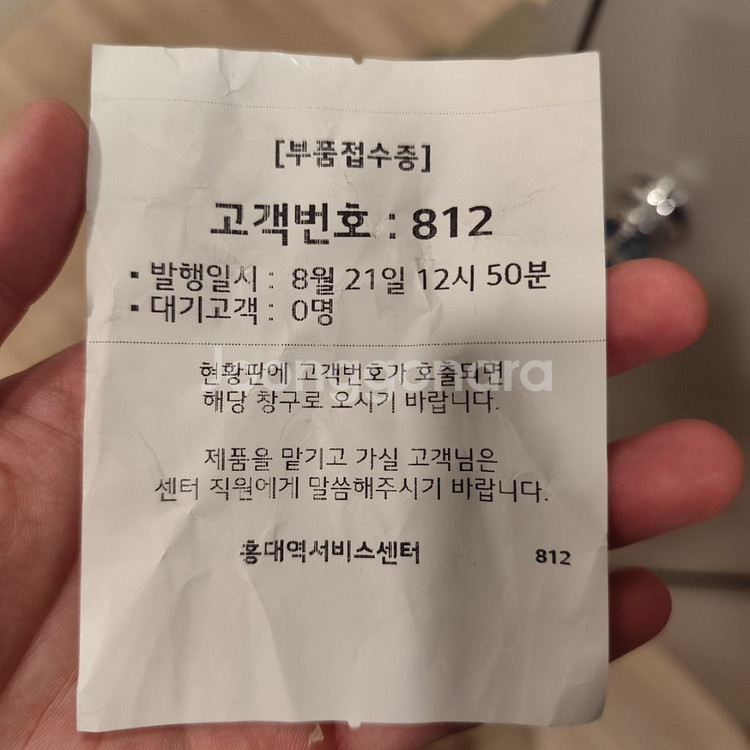 [부품접수증]
고객번호 : 812
▪ 발행일시 : 8월 21일 12시 50분
▪ 대기고객 : 0명
현황판에 고객번호가 호출되면
해당 창구로 오시기 바랍니다.
Joonggonara
제품을 맡기고 가실 고객님은
센터 직원에게 말씀해주시기 바랍니다.
홍대역서비스센터 812